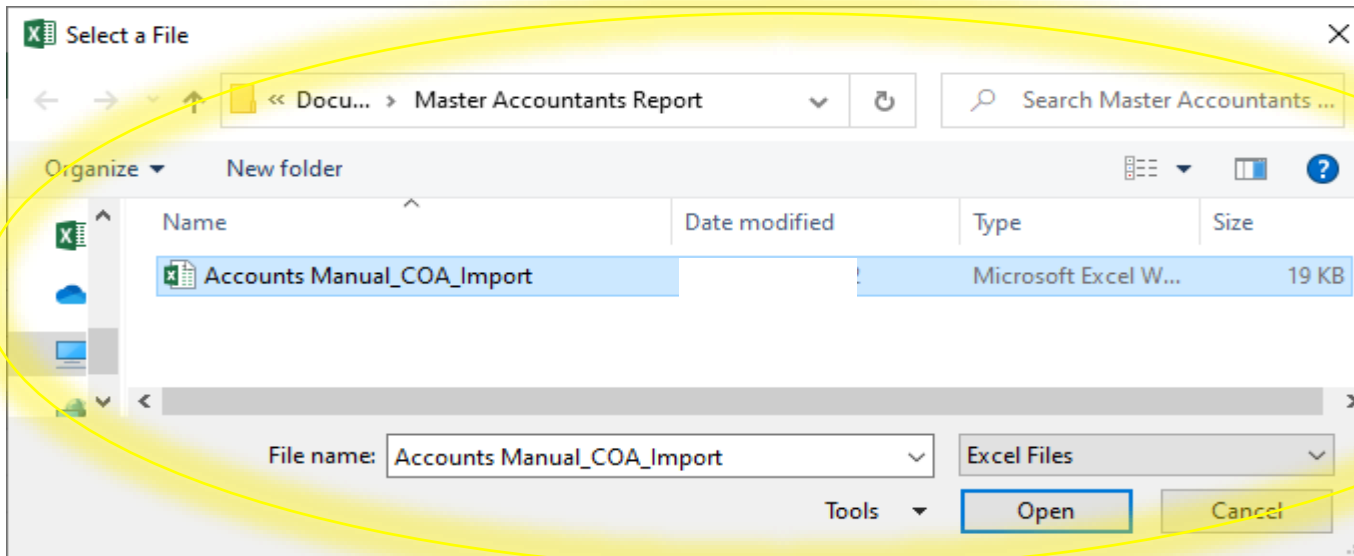 Select a File
« Docu... › Master Accountants Report
Search Master Accountants ...
Organize
New folder
Name
Date modified
Type
Size
Accounts Manual_COA_Import
Microsoft Excel W...
19 KB
File name:
Accounts Manual_COA_Import
Excel Files
Tools
Open
Cancel